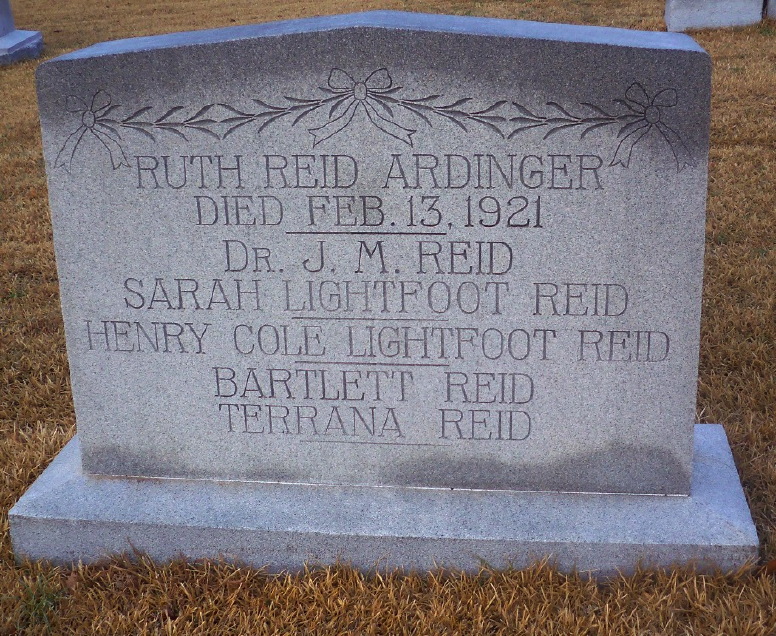 RUTH REID ARDINGER
DIED FEB. 13, 1921
DR. J. M. REID
SARAH LIGHTFOOT REID
HENRY COLE LIGHTFOOT REID
BARTLETT REID
TERRANA REID